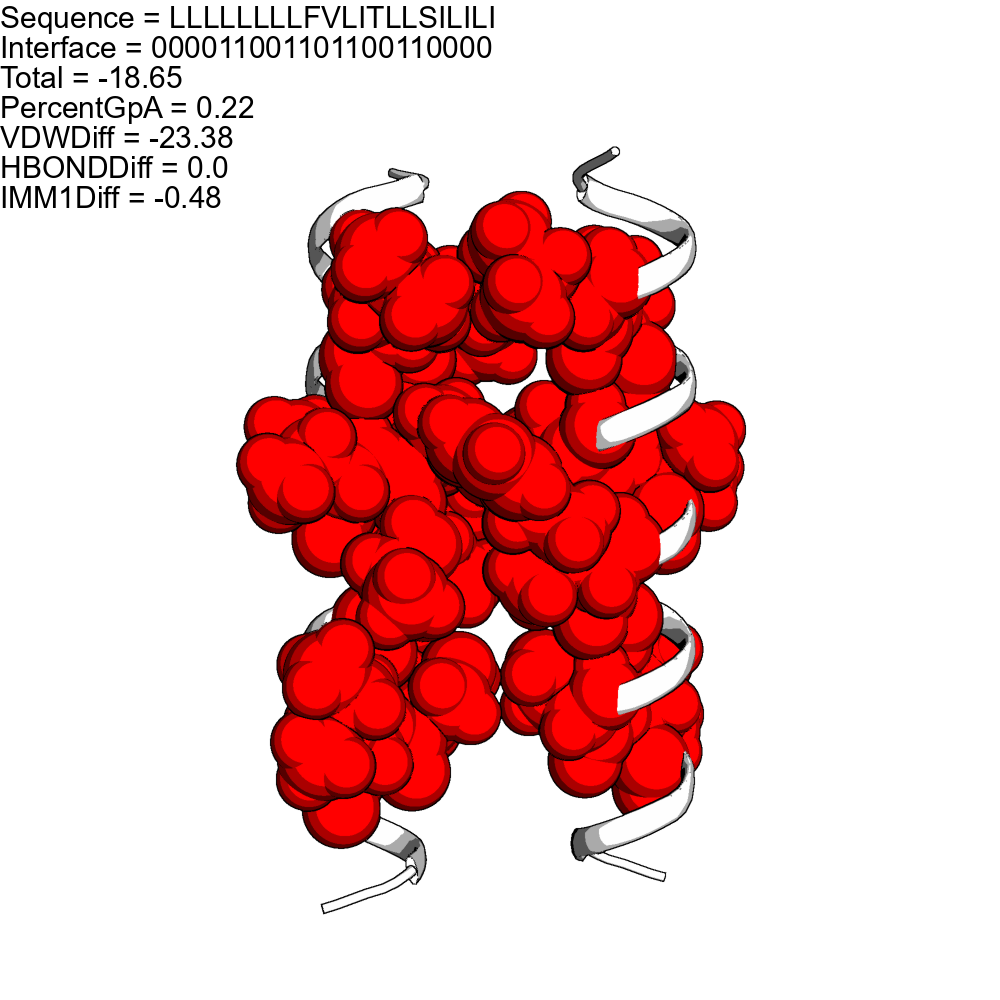 Sequence = LLLLLLLLFVLITLLSILILI
Interface = 000011001101100110000
Total = -18.65
PercentGpA = 0.22
VDWDiff = -23.38
HBONDDiff = 0.0
IMM1Diff = -0.48